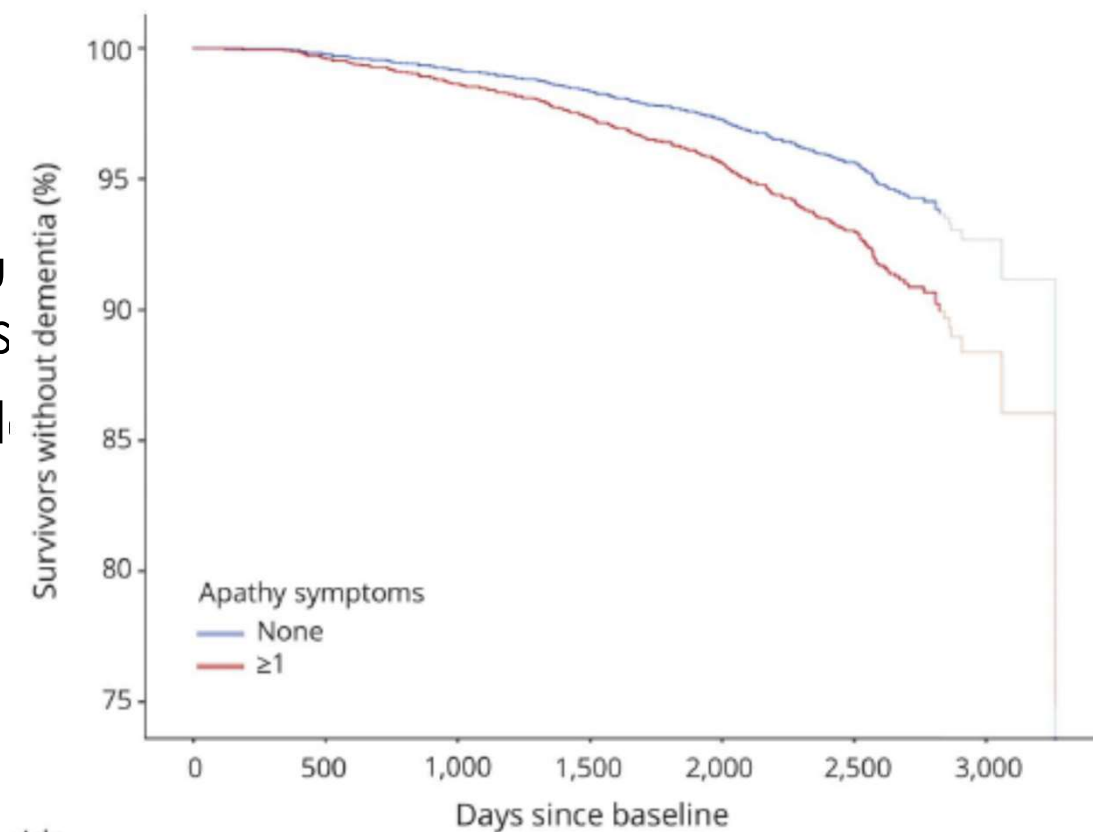 100
95
90
85
80
75
Survivors without dementia (%)
Apathy symptoms
None
≥1
0 500 1,000 1,500 2,000 2,500 3,000
Days since baseline